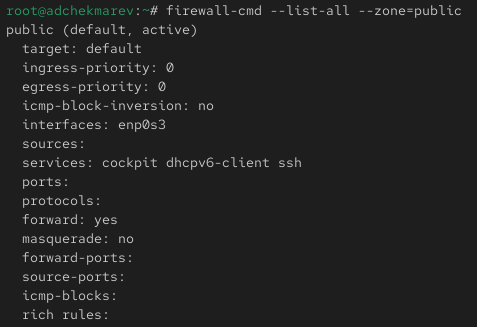 root@adchekmarev:~# firewall-cmd --list-all --zone=public
public (default, active)
  target: default
  ingress-priority: 0
  egress-priority: 0
  icmp-block-inversion: no
  interfaces: enp0s3
  sources:
  services: cockpit dhcpv6-client ssh
  ports:
  protocols:
  forward: yes
  masquerade: no
  forward-ports:
  source-ports:
  icmp-blocks:
  rich rules: